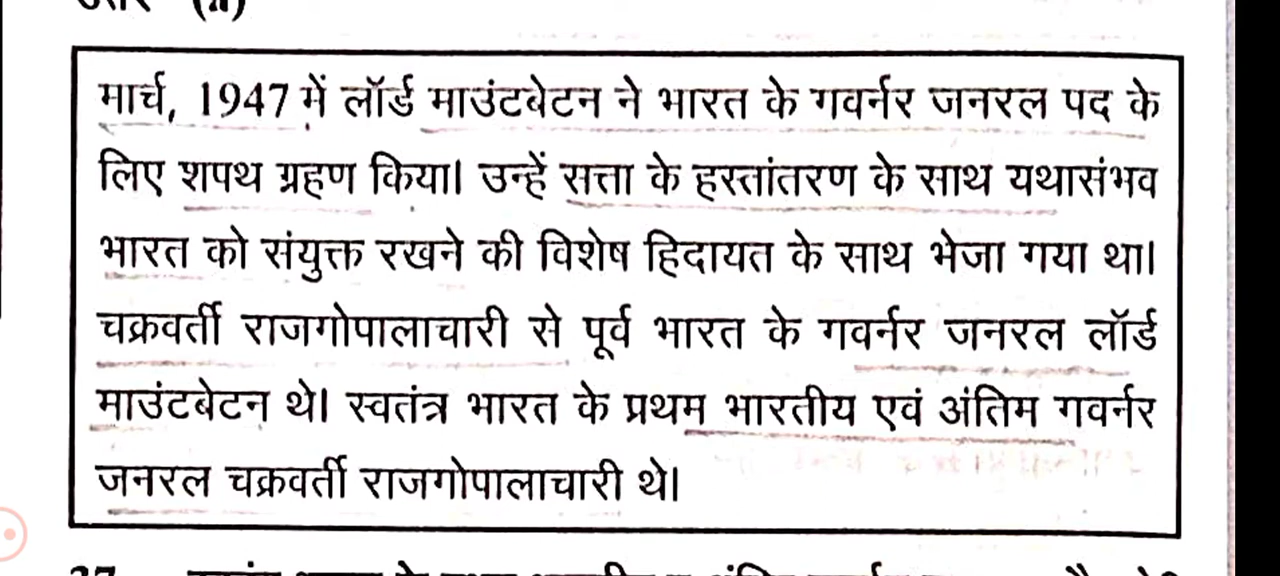 मार्च, 1947 में लॉर्ड माउंटबेटन ने भारत के गवर्नर जनरल पद के
लिए शपथ ग्रहण किया। उन्हें सत्ता के हस्तांतरण के साथ यथासंभव
भारत को संयुक्त रखने की विशेष हिदायत के साथ भेजा गया था।
चक्रवर्ती राजगोपालाचारी से पूर्व भारत के गवर्नर जनरल लॉर्ड
माउंटबेटन थे। स्वतंत्र भारत के प्रथम भारतीय एवं अंतिम गवर्नर
जनरल चक्रवर्ती राजगोपालाचारी थे।